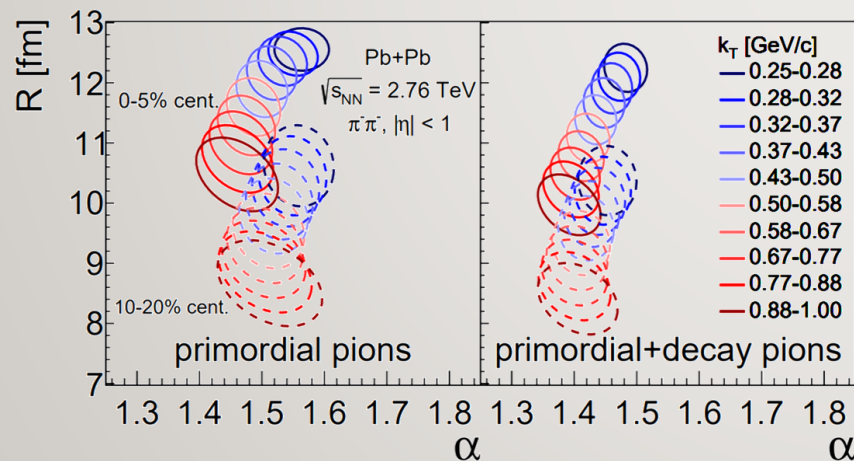 R [fm]
13
12
11
10
9
8
7
0-5% cent.
Pb+Pb
√sNN = 2.76 TeV
π-π-, |η| < 1
10-20% cent.
primordial pions
1.3 1.4 1.5 1.6 1.7 1.8
α
kT [GeV/c]
0.25-0.28
0.28-0.32
0.32-0.37
0.37-0.43
0.43-0.50
0.50-0.58
0.58-0.67
0.67-0.77
0.77-0.88
0.88-1.00
primordial+decay pions
1.3 1.4 1.5 1.6 1.7 1.8
α